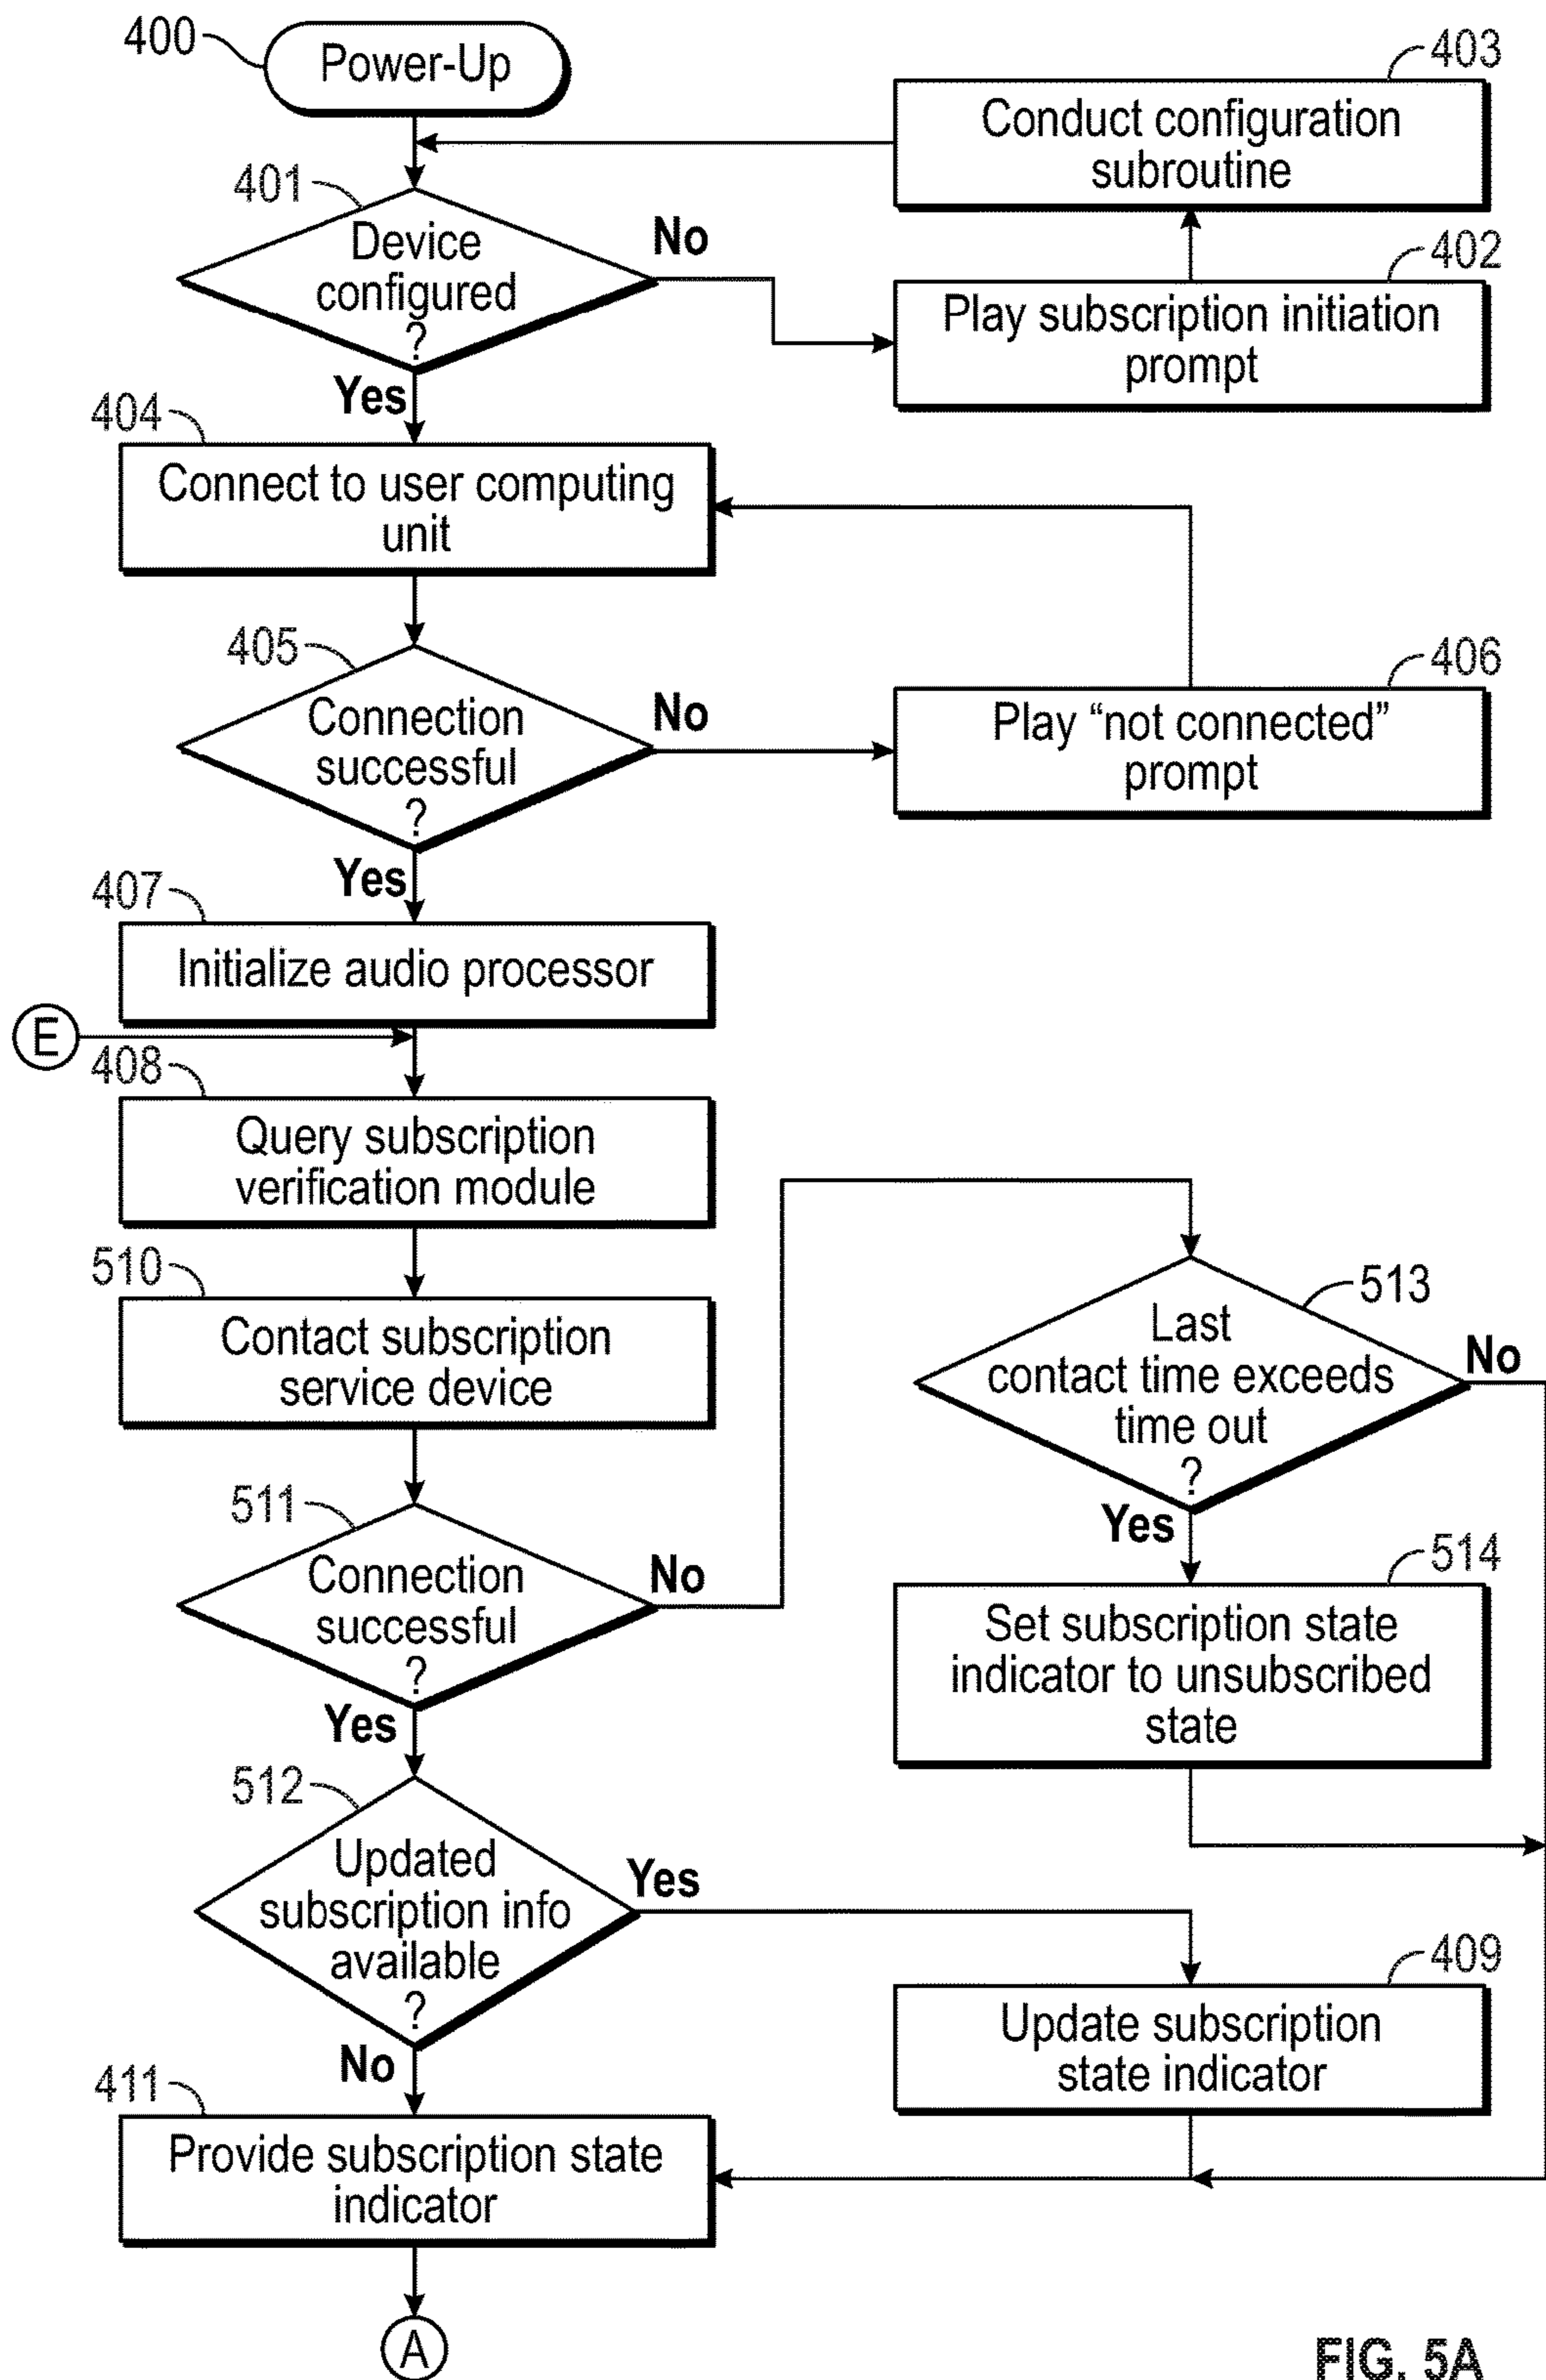 400
Power-Up
403
Conduct configuration
subroutine
401
Device
configured
?
No
Yes
402
Play subscription initiation
prompt
404
Connect to user computing
unit
405
Connection
successful
?
No
Yes
406
Play “not connected”
prompt
407
Initialize audio processor
E
408
Query subscription
verification module
510
Contact subscription
service device
511
Connection
successful
?
No
Yes
513
Last
contact time exceeds
time out
?
No
Yes
514
Set subscription state
indicator to unsubscribed
state
512
Updated
subscription info
available
?
Yes
No
409
Update subscription
state indicator
411
Provide subscription state
indicator
A
FIG. 5A